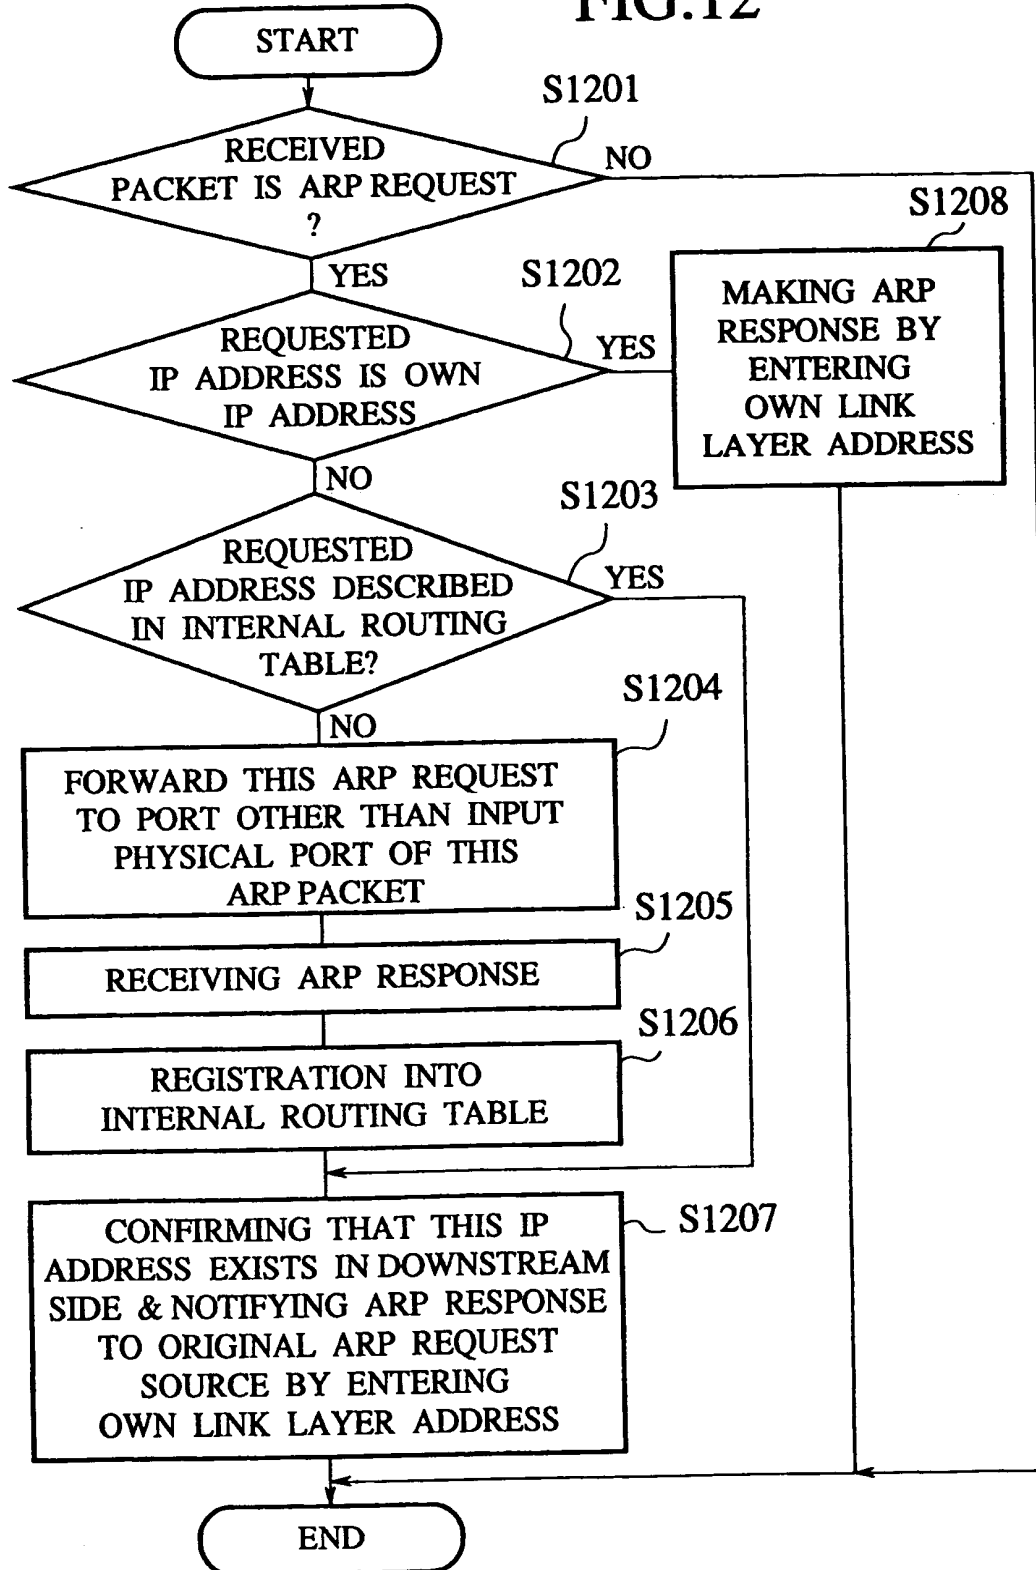 FIG.12
START
S1201
RECEIVED
PACKET IS ARP REQUEST
?
NO
YES
S1202
REQUESTED
IP ADDRESS IS OWN
IP ADDRESS
YES
NO
S1208
MAKING ARP
RESPONSE BY
ENTERING
OWN LINK
LAYER ADDRESS
S1203
REQUESTED
IP ADDRESS DESCRIBED
IN INTERNAL ROUTING
TABLE?
YES
NO
S1204
FORWARD THIS ARP REQUEST
TO PORT OTHER THAN INPUT
PHYSICAL PORT OF THIS
ARP PACKET
S1205
RECEIVING ARP RESPONSE
S1206
REGISTRATION INTO
INTERNAL ROUTING TABLE
S1207
CONFIRMING THAT THIS IP
ADDRESS EXISTS IN DOWNSTREAM
SIDE & NOTIFYING ARP RESPONSE
TO ORIGINAL ARP REQUEST
SOURCE BY ENTERING
OWN LINK LAYER ADDRESS
END